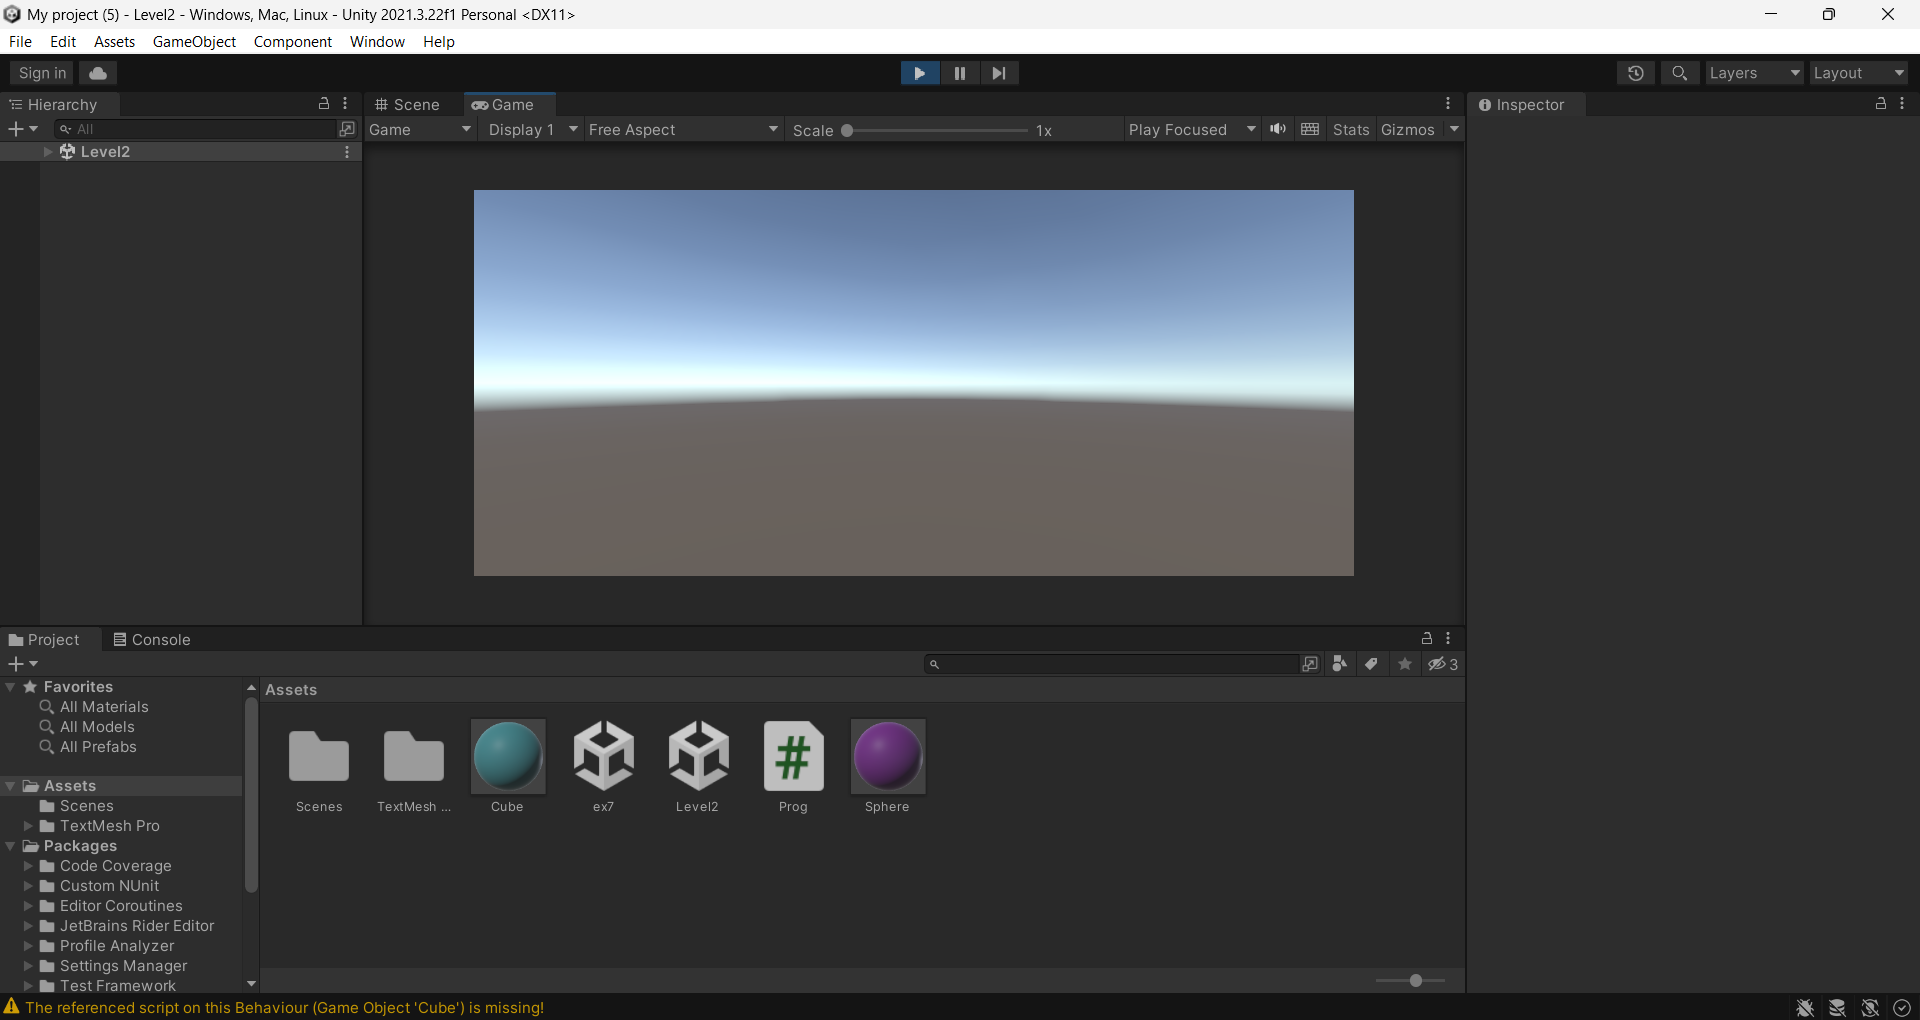 My project (5) - Level2 - Windows, Mac, Linux - Unity 2021.3.22f1 Personal <DX11>
File Edit Assets GameObject Component Window Help
Sign in Layers Layout
Hierarchy Scene Game Inspector
All Game Display 1 Free Aspect Scale 1x Play Focused Stats Gizmos
Level2
Project Console
3
Favorites
All Materials
All Models
All Prefabs
Assets
Scenes
TextMesh Pro
Packages
Code Coverage
Custom NUnit
Editor Coroutines
JetBrains Rider Editor
Profile Analyzer
Settings Manager
Test Framework
Assets
Scenes TextMesh ... Cube ex7 Level2 Prog Sphere
The referenced script on this Behaviour (Game Object 'Cube') is missing!